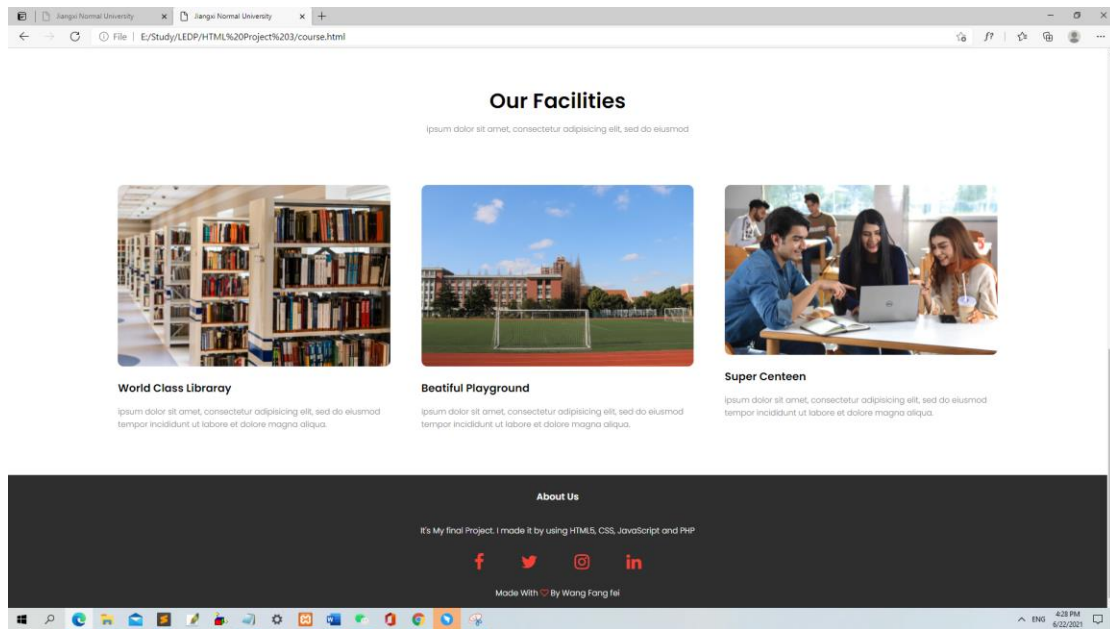 Jiangxi Normal University
Jiangxi Normal University
File
E:/Study/LEDP/HTML%20Project%203/course.html
Our Facilities
ipsum dolor sit amet, consectetur adipisicing elit, sed do eiusmod
World Class Libraray
ipsum dolor sit amet, consectetur adipisicing elit, sed do eiusmod
tempor incididunt ut labore et dolore magna aliqua.
Beatiful Playground
ipsum dolor sit amet, consectetur adipisicing elit, sed do eiusmod
tempor incididunt ut labore et dolore magna aliqua.
Super Centeen
ipsum dolor sit amet, consectetur adipisicing elit, sed do eiusmod
tempor incididunt ut labore et dolore magna aliqua.
About Us
It's My final Project. I made it by using HTML5, CSS, JavaScript and PHP
Made With ♡ By Wang Fang fei
ENG
4:28 PM
6/22/2021